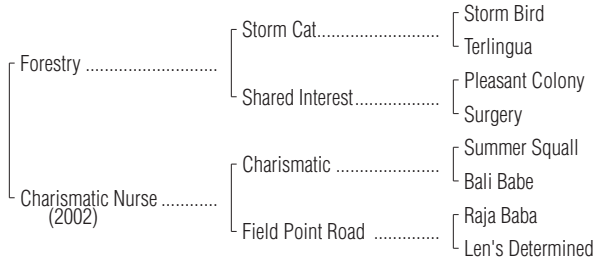 Storm Bird
Storm Cat......................
Terlingua
Forestry ..........................
Pleasant Colony
Shared Interest.................
Surgery
Summer Squall
Charismatic .....................
Bali Babe
Charismatic Nurse ...........
(2002)
Raja Baba
Field Point Road .............
Len's Determined